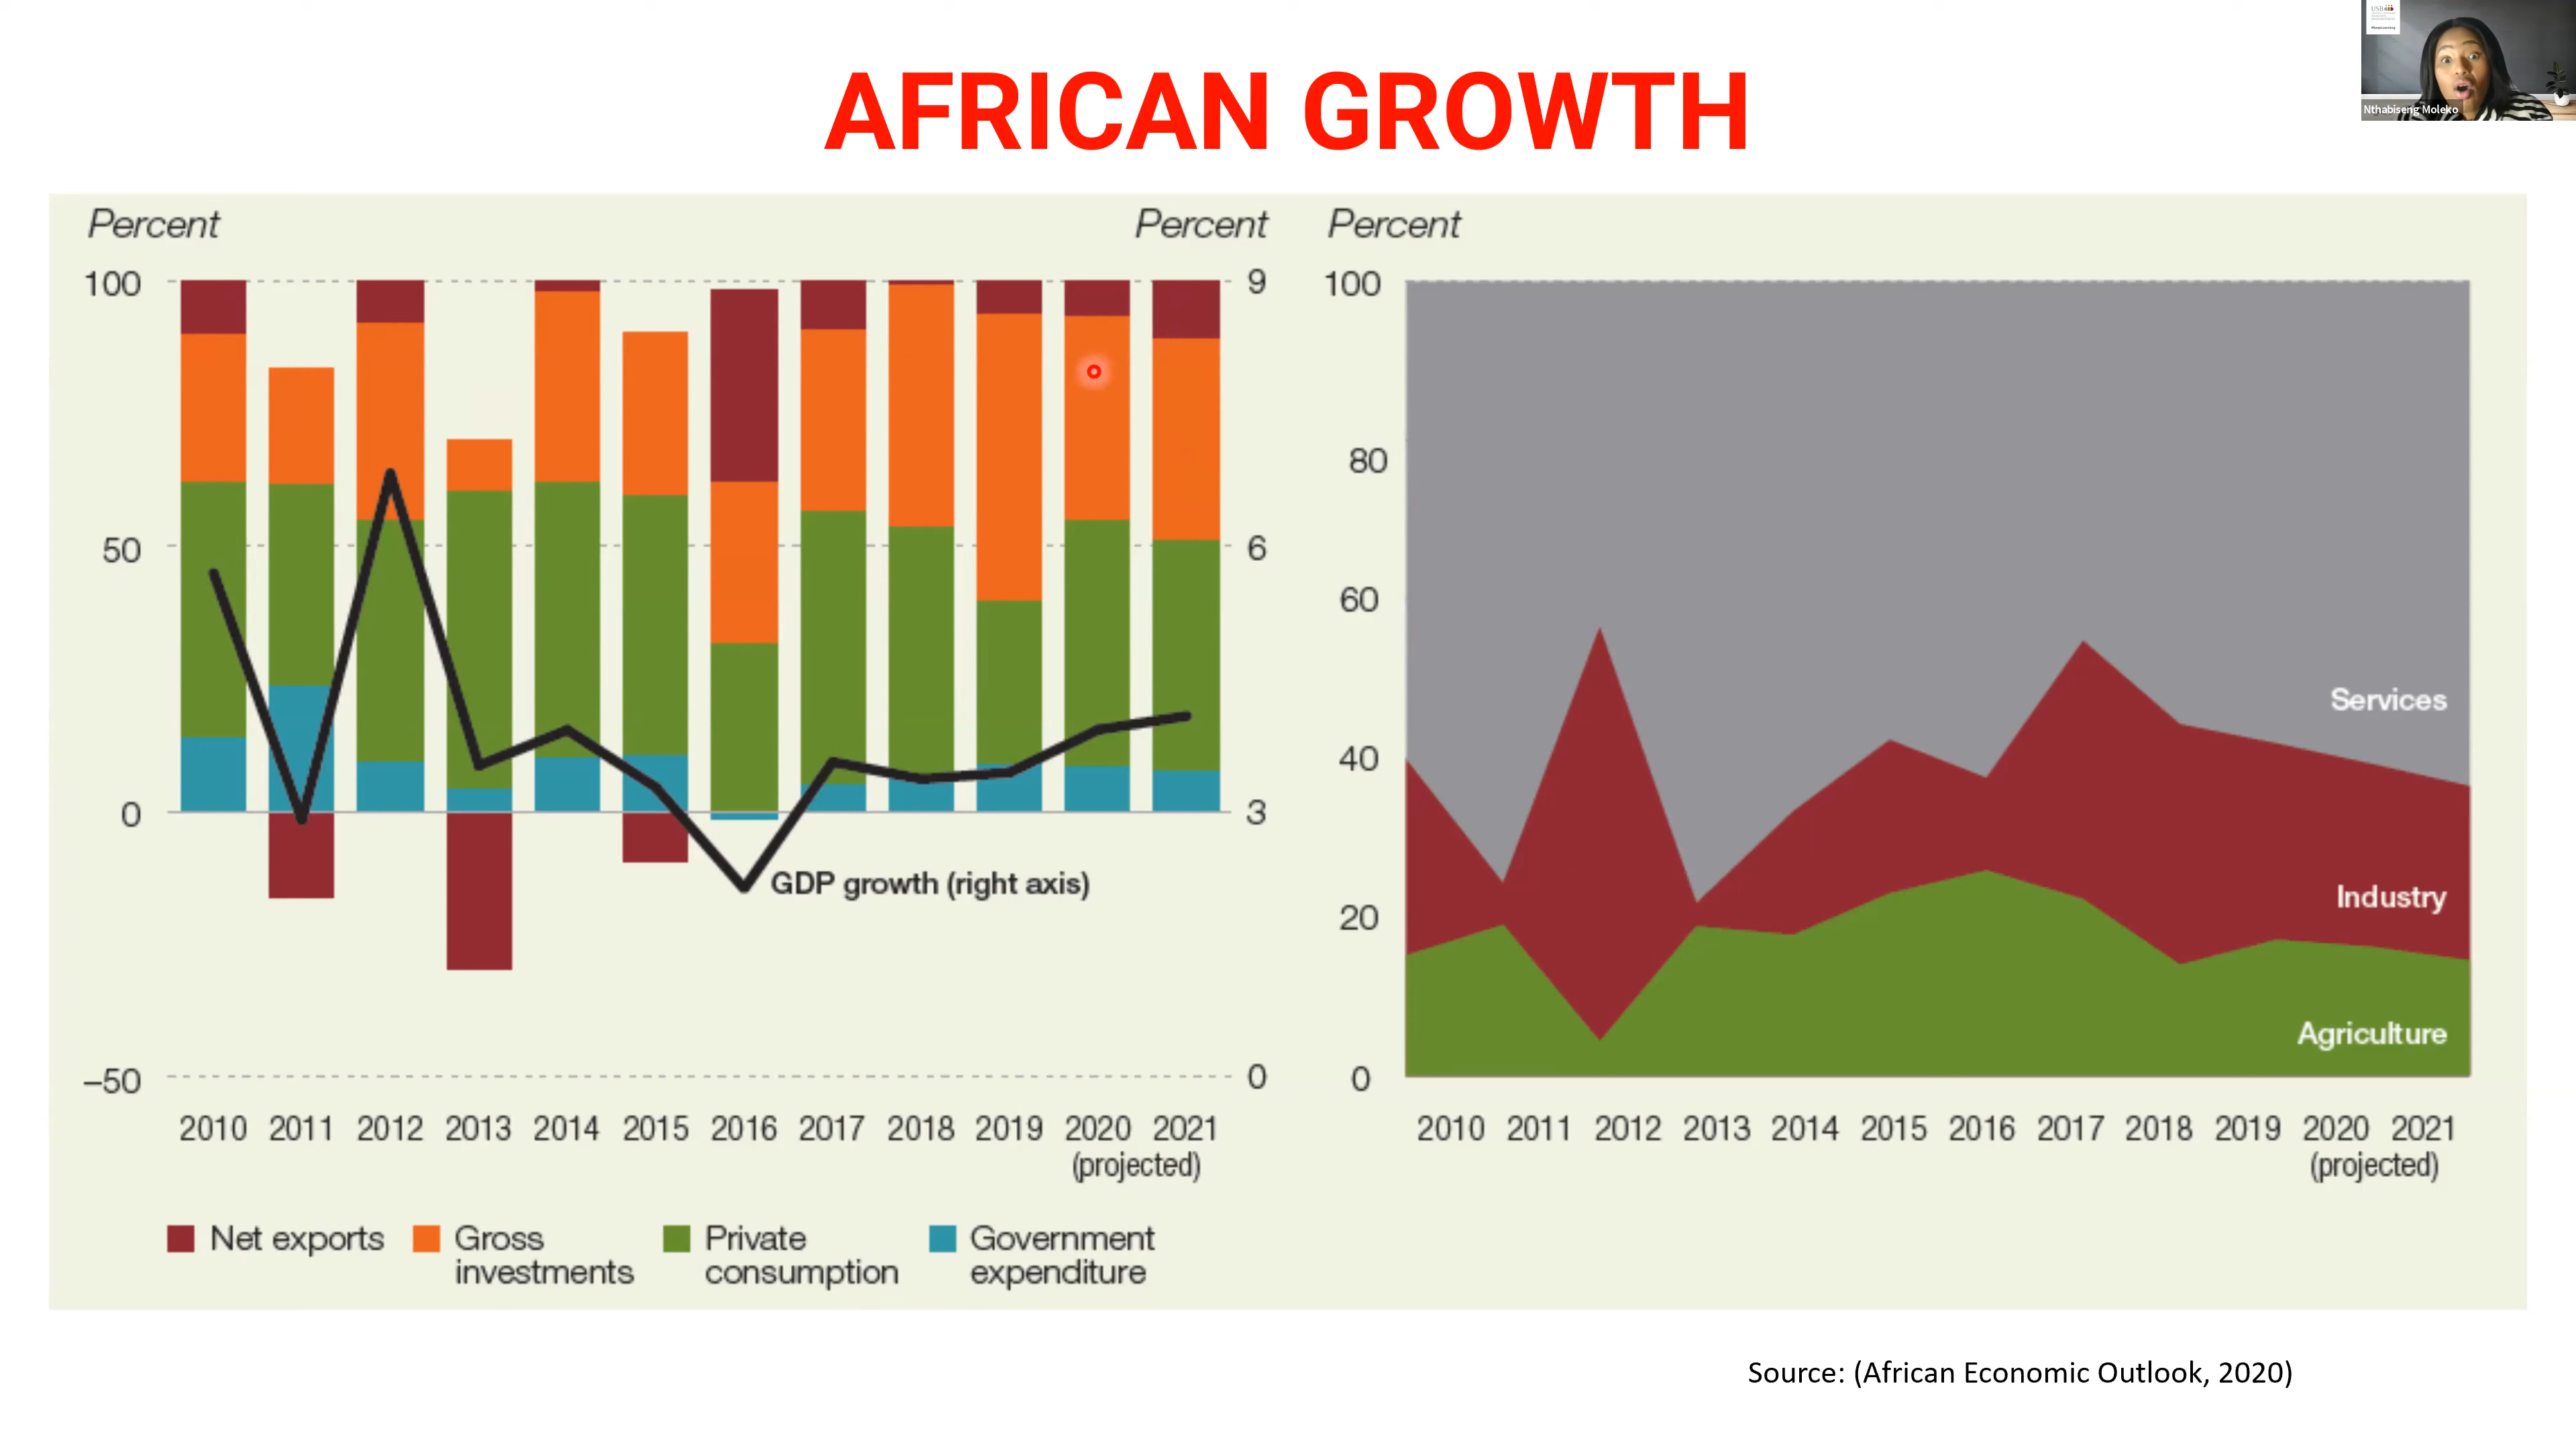 AFRICAN GROWTH
USB
Nthabiseng Moleko
Percent
Percent
100
50
0
–50
9
6
3
0
GDP growth (right axis)
2010 2011 2012 2013 2014 2015 2016 2017 2018 2019 2020 2021
(projected)
Net exports
Gross
investments
Private
consumption
Government
expenditure
Percent
100
80
60
40
20
0
Services
Industry
Agriculture
2010 2011 2012 2013 2014 2015 2016 2017 2018 2019 2020 2021
(projected)
Source: (African Economic Outlook, 2020)